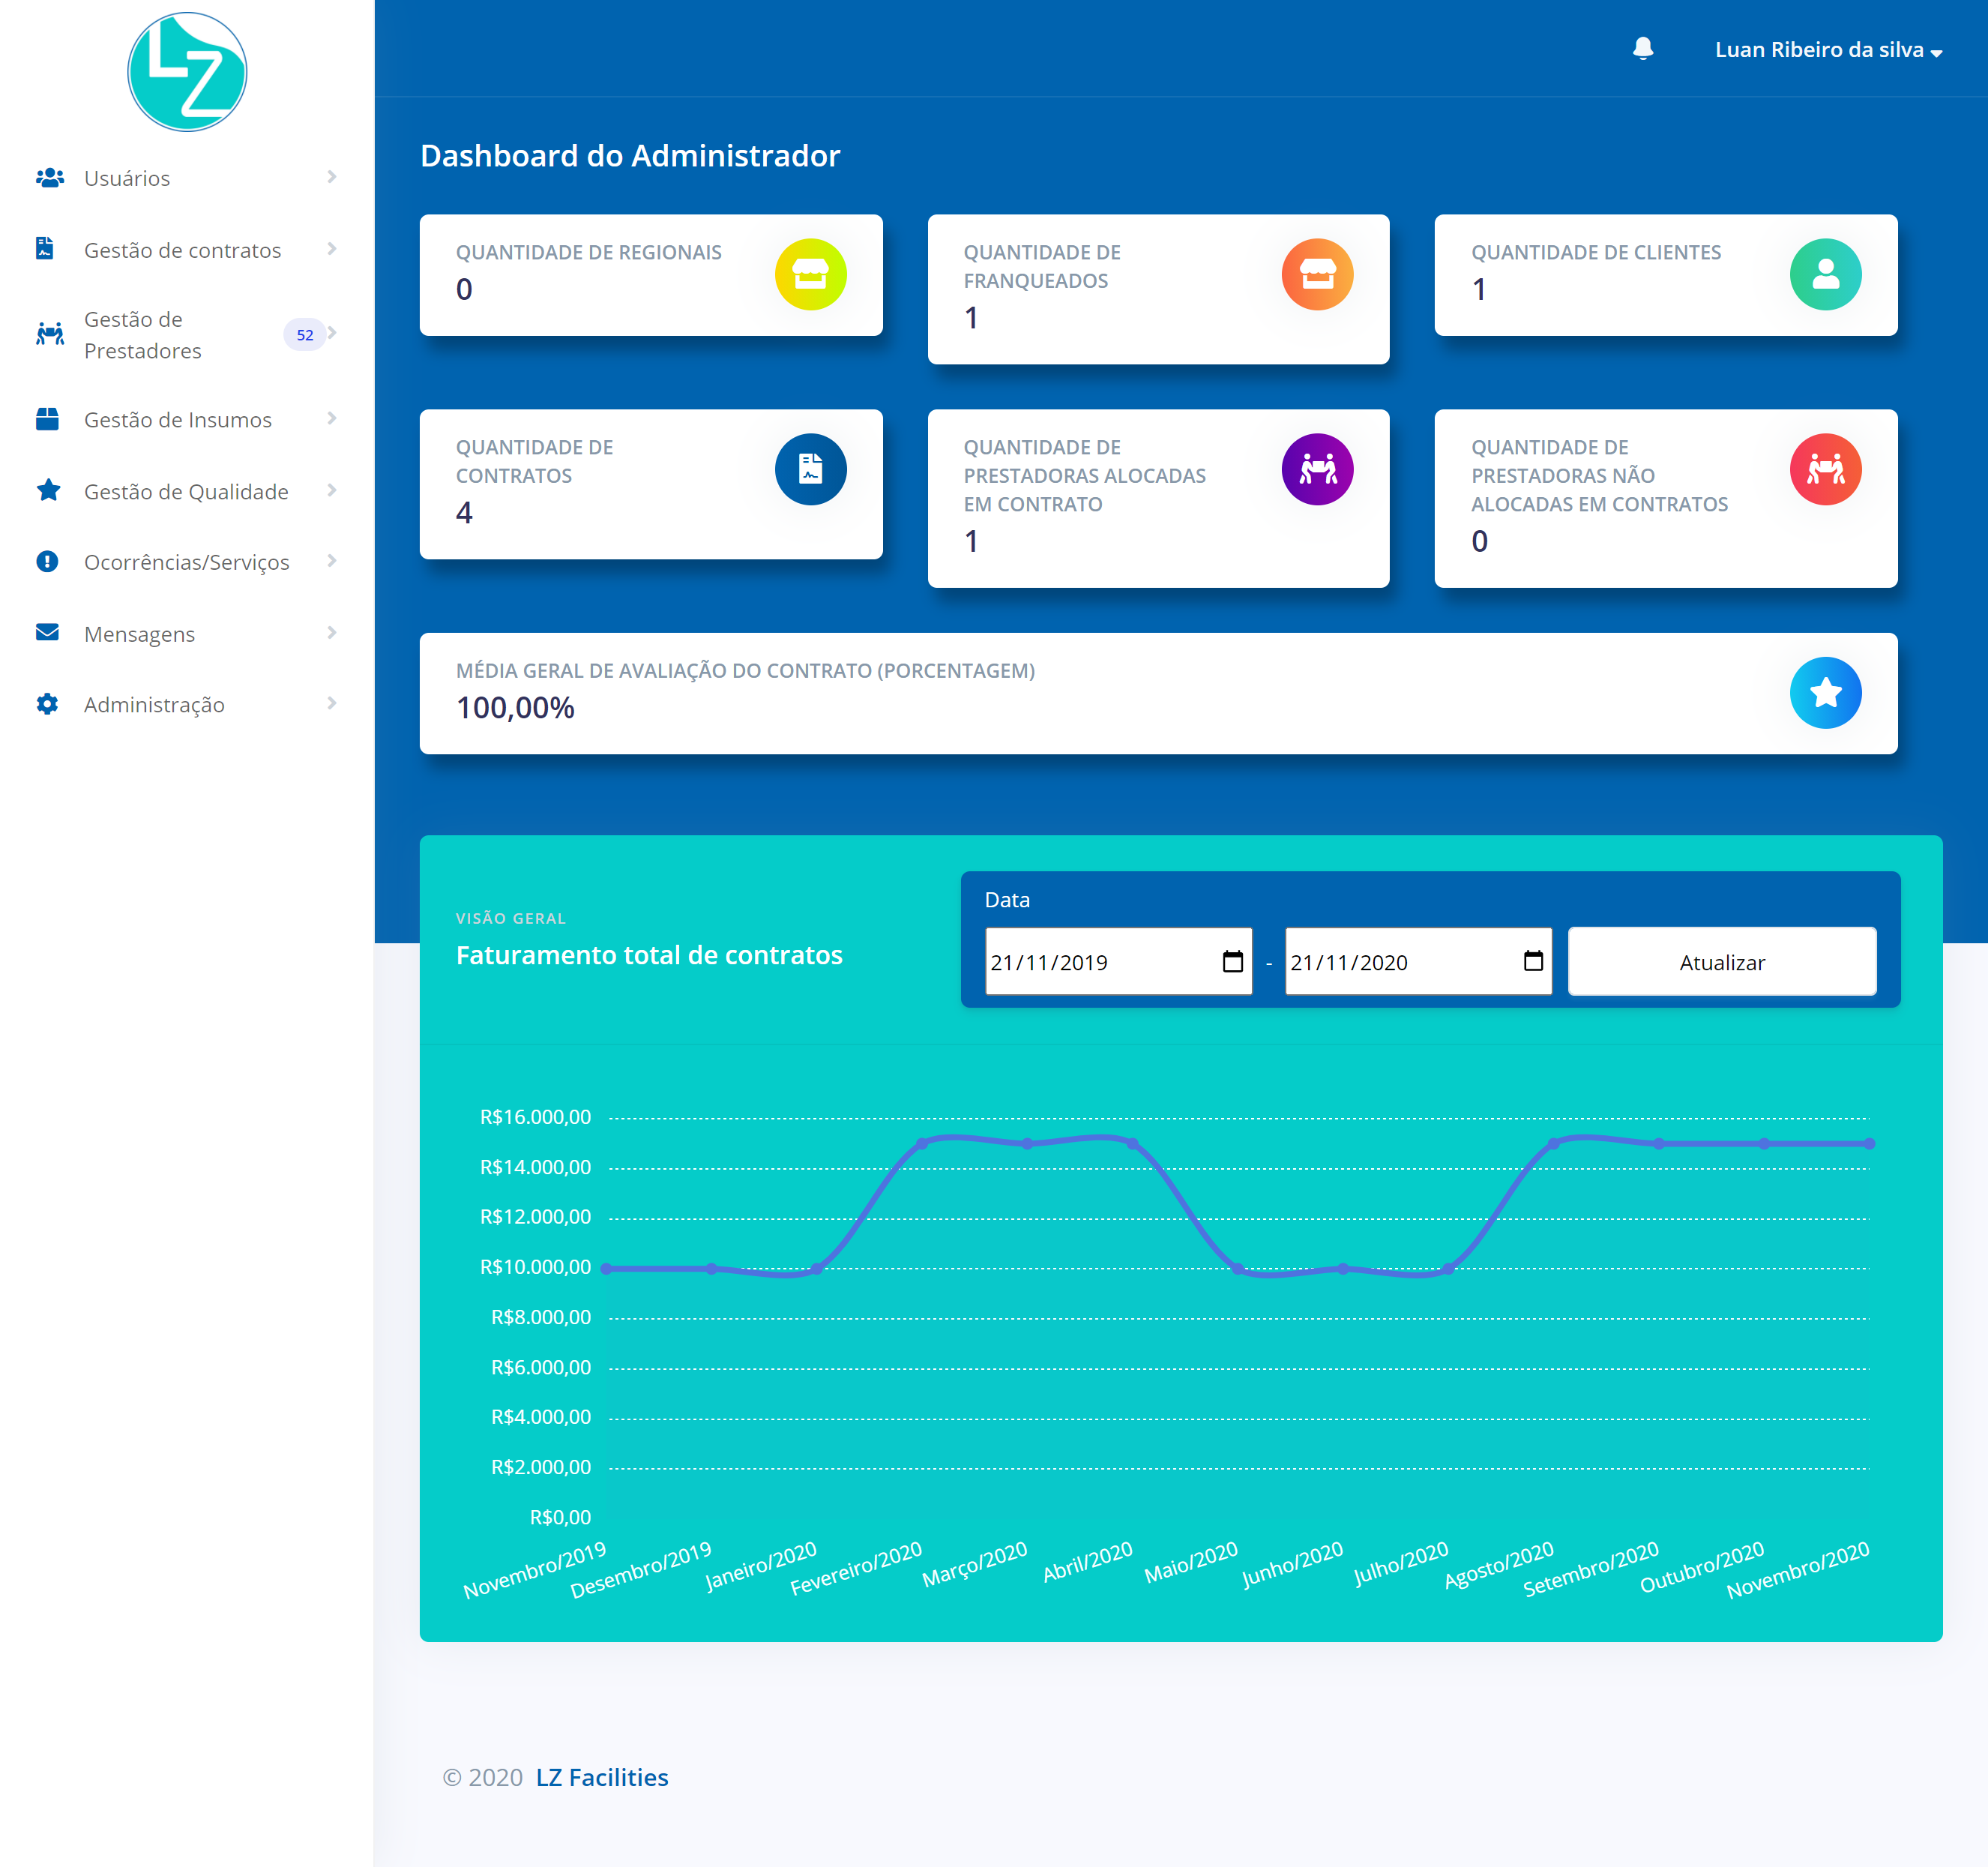 LZ
Luan Ribeiro da silva
Usuários
Gestão de contratos
Gestão de
Prestadores
52
Gestão de Insumos
Gestão de Qualidade
Ocorrências/Serviços
Mensagens
Administração
Dashboard do Administrador
QUANTIDADE DE REGIONAIS
0
QUANTIDADE DE
FRANQUEADOS
1
QUANTIDADE DE CLIENTES
1
QUANTIDADE DE
CONTRATOS
4
QUANTIDADE DE
PRESTADORAS ALOCADAS
EM CONTRATO
1
QUANTIDADE DE
PRESTADORAS NÃO
ALOCADAS EM CONTRATOS
0
MÉDIA GERAL DE AVALIAÇÃO DO CONTRATO (PORCENTAGEM)
100,00%
VISÃO GERAL
Faturamento total de contratos
Data
21/11/2019 - 21/11/2020 Atualizar
R$16.000,00
R$14.000,00
R$12.000,00
R$10.000,00
R$8.000,00
R$6.000,00
R$4.000,00
R$2.000,00
R$0,00
Novembro/2019
Desembro/2019
Janeiro/2020
Fevereiro/2020
Março/2020
Abril/2020
Maio/2020
Junho/2020
Julho/2020
Agosto/2020
Setembro/2020
Outubro/2020
Novembro/2020
© 2020 LZ Facilities